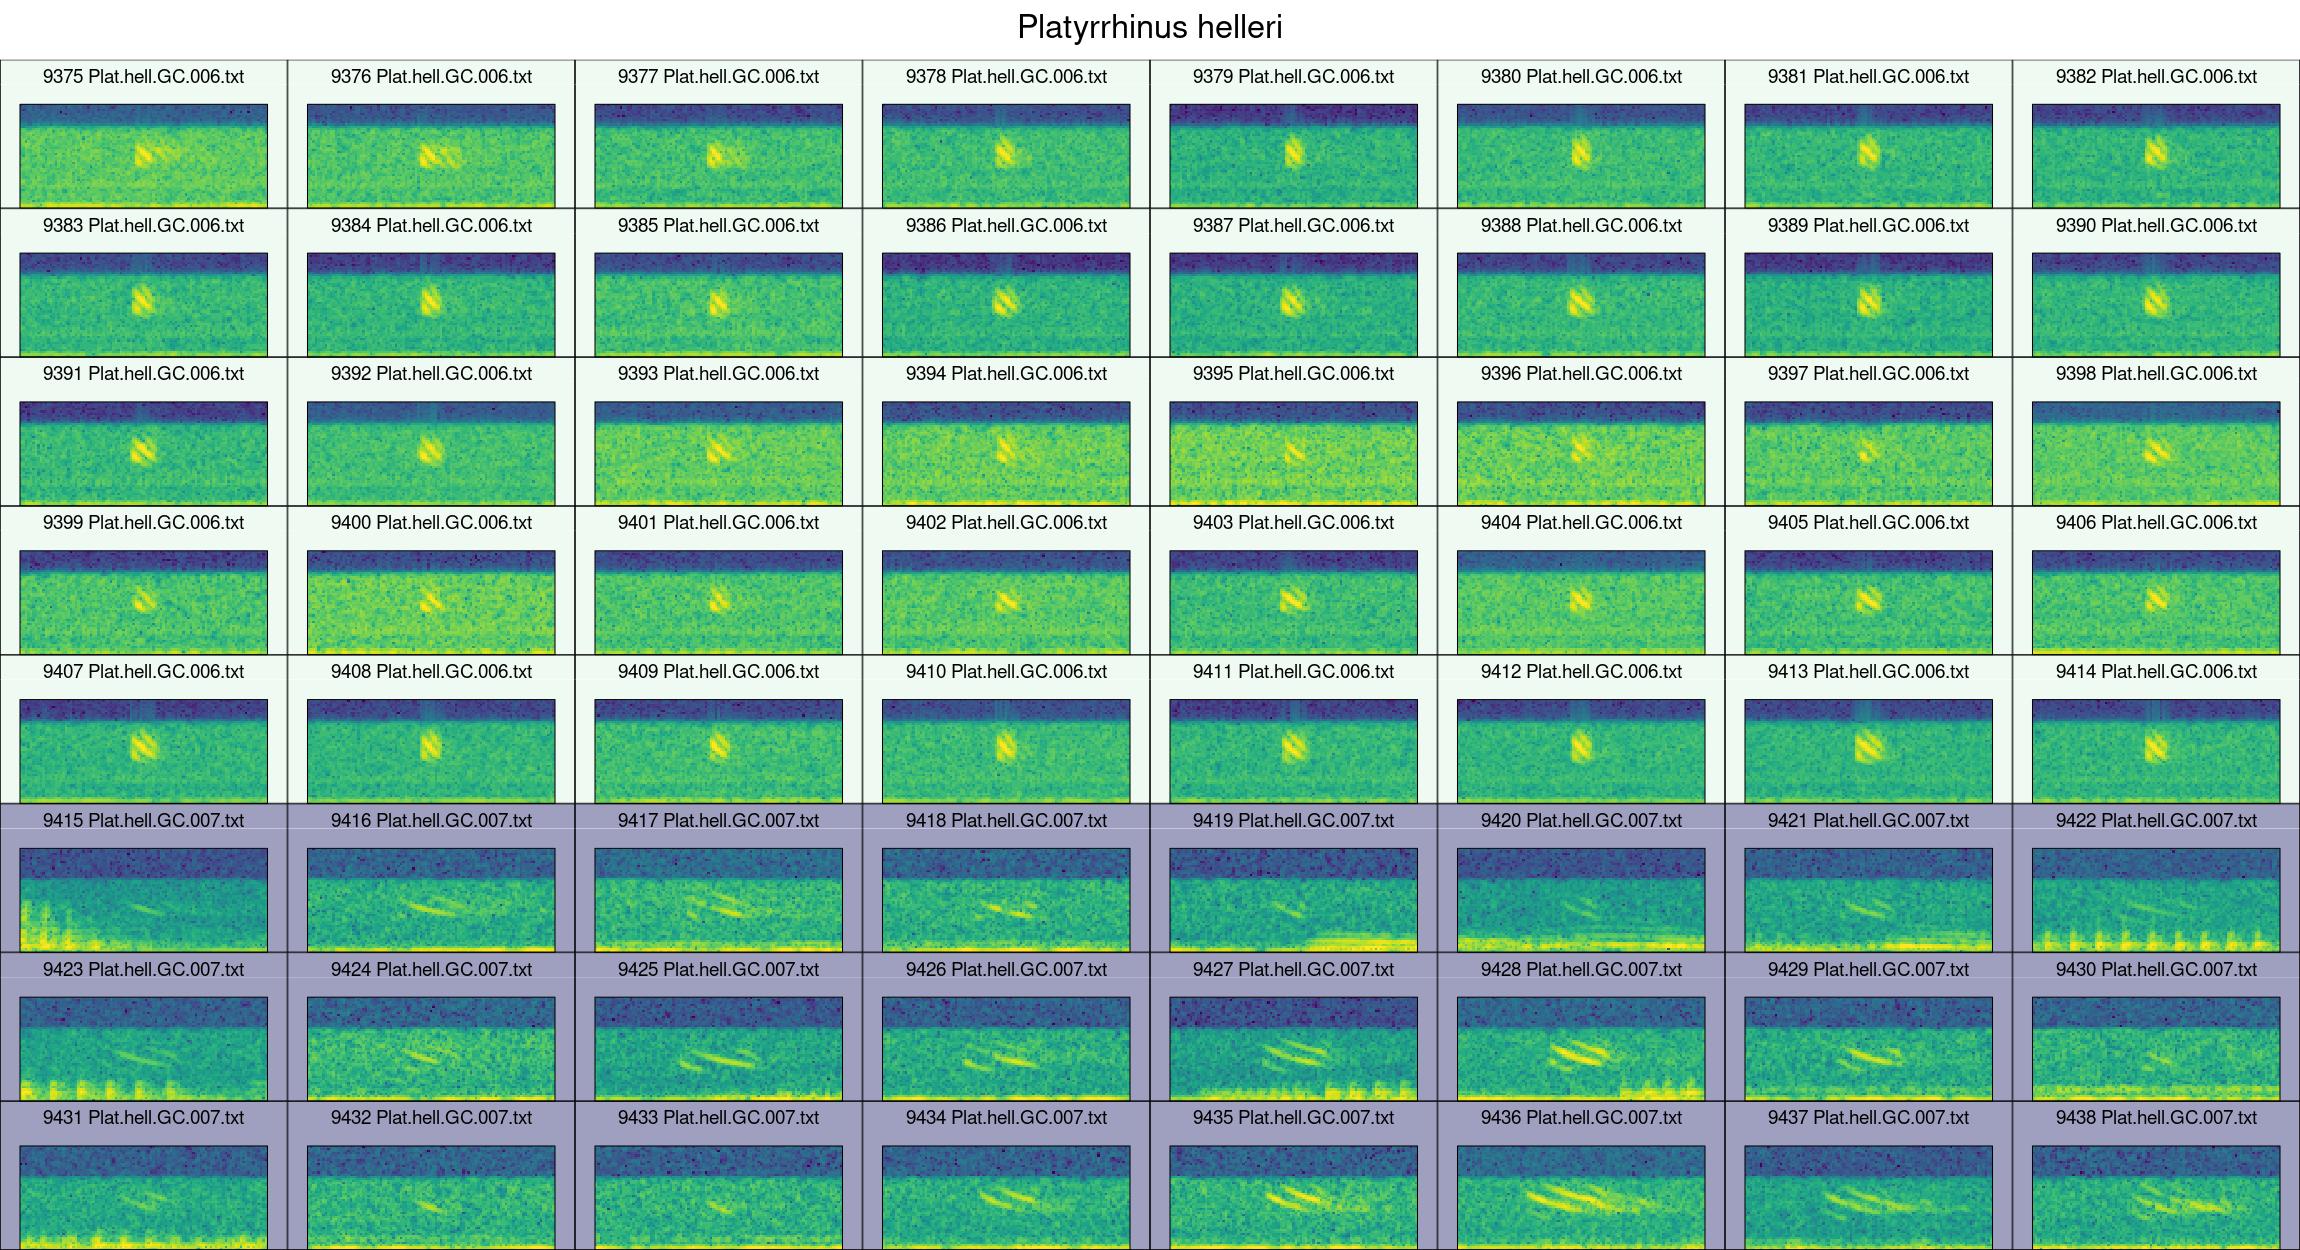 Platyrrhinus helleri
9375 Plat.hell.GC.006.txt 9376 Plat.hell.GC.006.txt 9377 Plat.hell.GC.006.txt 9378 Plat.hell.GC.006.txt 9379 Plat.hell.GC.006.txt 9380 Plat.hell.GC.006.txt 9381 Plat.hell.GC.006.txt 9382 Plat.hell.GC.006.txt
9383 Plat.hell.GC.006.txt 9384 Plat.hell.GC.006.txt 9385 Plat.hell.GC.006.txt 9386 Plat.hell.GC.006.txt 9387 Plat.hell.GC.006.txt 9388 Plat.hell.GC.006.txt 9389 Plat.hell.GC.006.txt 9390 Plat.hell.GC.006.txt
9391 Plat.hell.GC.006.txt 9392 Plat.hell.GC.006.txt 9393 Plat.hell.GC.006.txt 9394 Plat.hell.GC.006.txt 9395 Plat.hell.GC.006.txt 9396 Plat.hell.GC.006.txt 9397 Plat.hell.GC.006.txt 9398 Plat.hell.GC.006.txt
9399 Plat.hell.GC.006.txt 9400 Plat.hell.GC.006.txt 9401 Plat.hell.GC.006.txt 9402 Plat.hell.GC.006.txt 9403 Plat.hell.GC.006.txt 9404 Plat.hell.GC.006.txt 9405 Plat.hell.GC.006.txt 9406 Plat.hell.GC.006.txt
9407 Plat.hell.GC.006.txt 9408 Plat.hell.GC.006.txt 9409 Plat.hell.GC.006.txt 9410 Plat.hell.GC.006.txt 9411 Plat.hell.GC.006.txt 9412 Plat.hell.GC.006.txt 9413 Plat.hell.GC.006.txt 9414 Plat.hell.GC.006.txt
9415 Plat.hell.GC.007.txt 9416 Plat.hell.GC.007.txt 9417 Plat.hell.GC.007.txt 9418 Plat.hell.GC.007.txt 9419 Plat.hell.GC.007.txt 9420 Plat.hell.GC.007.txt 9421 Plat.hell.GC.007.txt 9422 Plat.hell.GC.007.txt
9423 Plat.hell.GC.007.txt 9424 Plat.hell.GC.007.txt 9425 Plat.hell.GC.007.txt 9426 Plat.hell.GC.007.txt 9427 Plat.hell.GC.007.txt 9428 Plat.hell.GC.007.txt 9429 Plat.hell.GC.007.txt 9430 Plat.hell.GC.007.txt
9431 Plat.hell.GC.007.txt 9432 Plat.hell.GC.007.txt 9433 Plat.hell.GC.007.txt 9434 Plat.hell.GC.007.txt 9435 Plat.hell.GC.007.txt 9436 Plat.hell.GC.007.txt 9437 Plat.hell.GC.007.txt 9438 Plat.hell.GC.007.txt